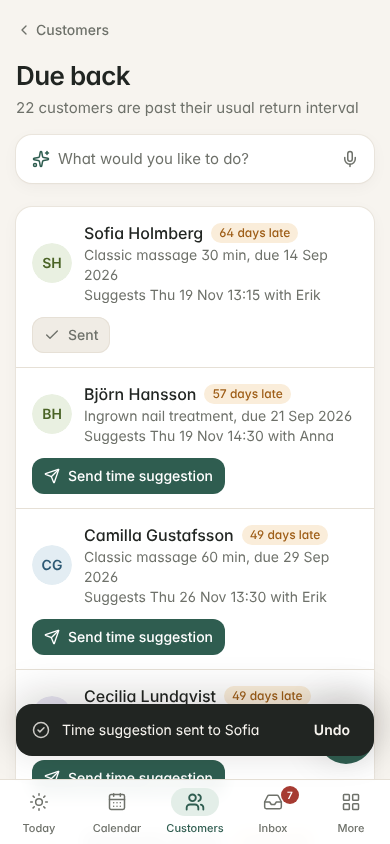 Customers
Due back
22 customers are past their usual return interval
What would you like to do?
SH
Sofia Holmberg
64 days late
Classic massage 30 min, due 14 Sep
2026
Suggests Thu 19 Nov 13:15 with Erik
Sent
BH
Björn Hansson
57 days late
Ingrown nail treatment, due 21 Sep 2026
Suggests Thu 19 Nov 14:30 with Anna
Send time suggestion
CG
Camilla Gustafsson
49 days late
Classic massage 60 min, due 29 Sep
2026
Suggests Thu 26 Nov 13:30 with Erik
Send time suggestion
Cecilia Lundqvist
49 days late
Time suggestion sent to Sofia
Undo
Send time suggestion
7
Today
Calendar
Customers
Inbox
More